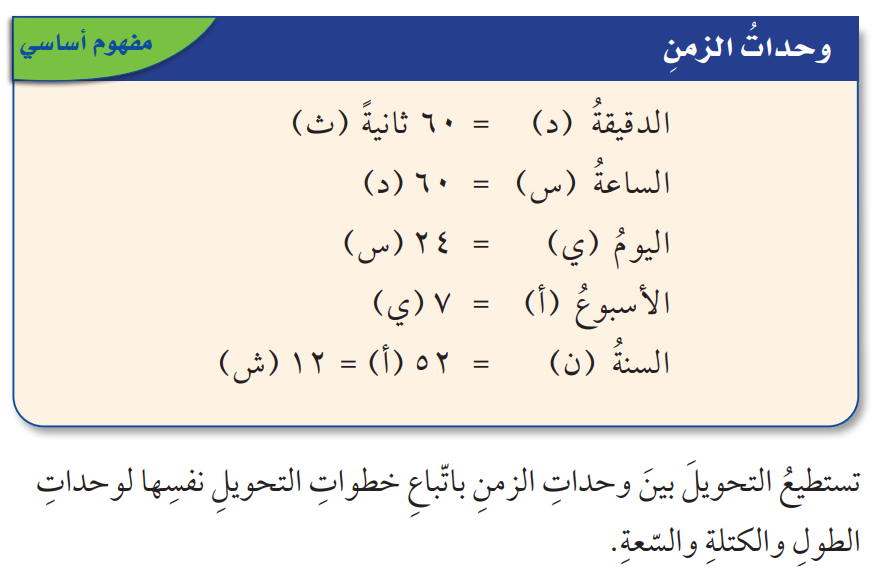 وحداتُ الزمنِ
مفهوم أساسي
الدقيقةُ (د) = ٦٠ ثانيةً (ث)
الساعةُ (س) = ٦٠ (د)
اليومُ (ي) = ٢٤ (س)
الأسبوعُ (أ) = ٧ (ي)
السنةُ (ن) = ٥٢ (أ) = ١٢ (ش)
تستطيعُ التحويلَ بينَ وحداتِ الزمنِ باتّباعِ خطواتِ التحويلِ نفسِها لوحداتِ
الطولِ والكتلةِ والسّعةِ.